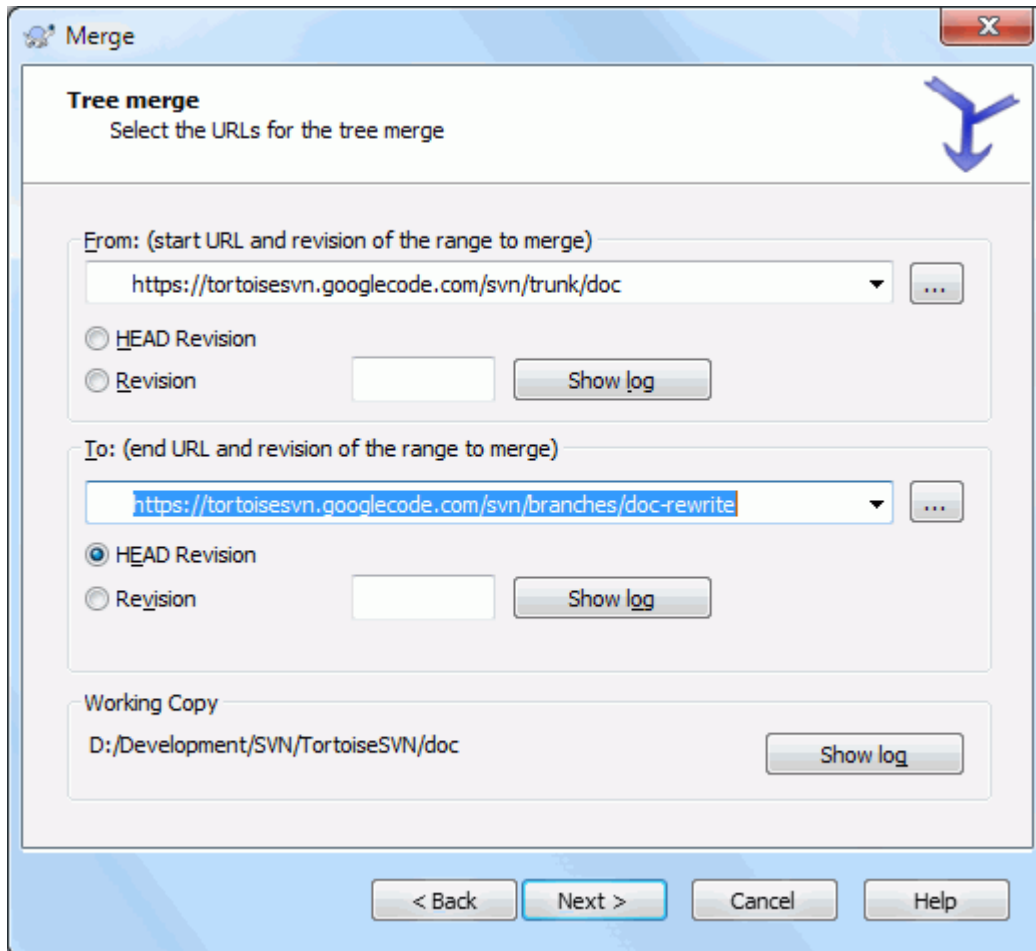 Merge
Tree merge
Select the URLs for the tree merge
From: (start URL and revision of the range to merge)
https://tortoisesvn.googlecode.com/svn/trunk/doc
...
HEAD Revision
Revision
Show log
To: (end URL and revision of the range to merge)
https://tortoisesvn.googlecode.com/svn/branches/doc-rewrite
...
HEAD Revision
Revision
Show log
Working Copy
D:/Development/SVN/TortoiseSVN/doc
Show log
< Back
Next >
Cancel
Help